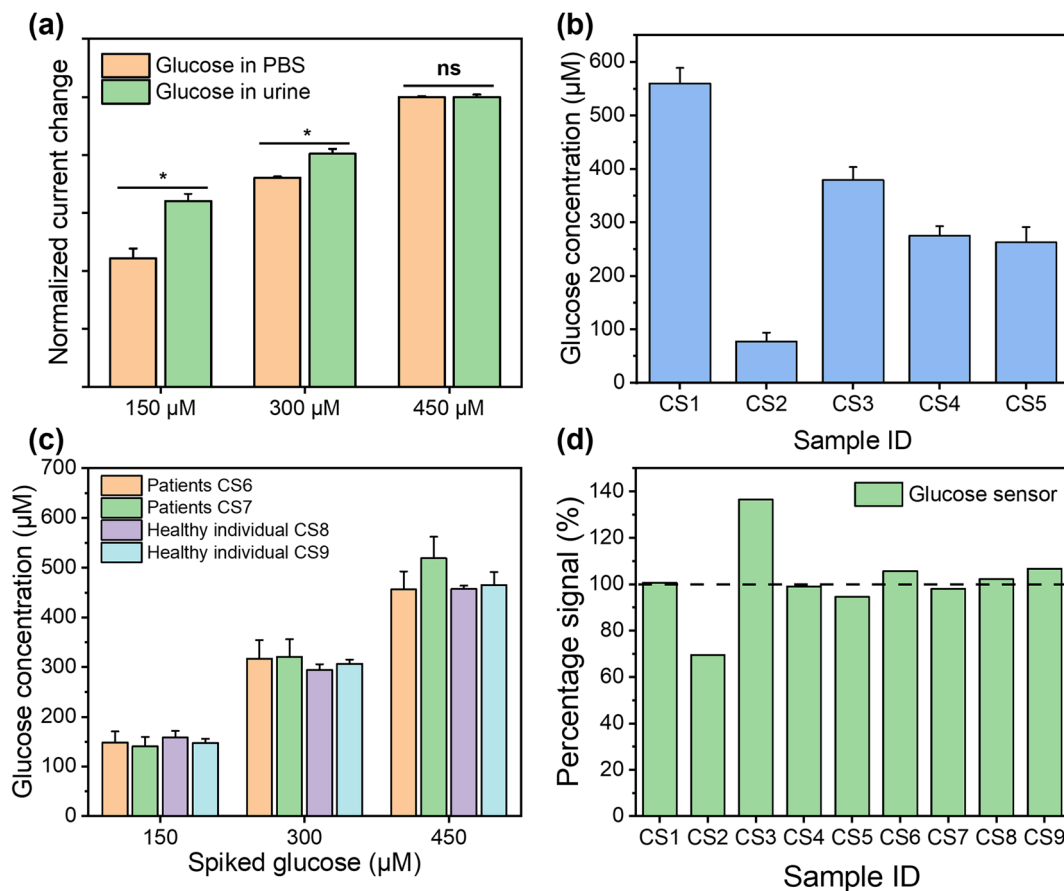 (a)
Glucose in PBS
Glucose in urine
*
*
ns
Normalized current change
150 µM
300 µM
450 µM
(b)
Glucose concentration (µM)
600
500
400
300
200
100
0
CS1
CS2
CS3
CS4
CS5
Sample ID
(c)
Patients CS6
Patients CS7
Healthy individual CS8
Healthy individual CS9
Glucose concentration (µM)
700
600
500
400
300
200
100
0
150
300
450
Spiked glucose (µM)
(d)
Glucose sensor
Percentage signal (%)
140
120
100
80
60
40
20
0
CS1
CS2
CS3
CS4
CS5
CS6
CS7
CS8
CS9
Sample ID